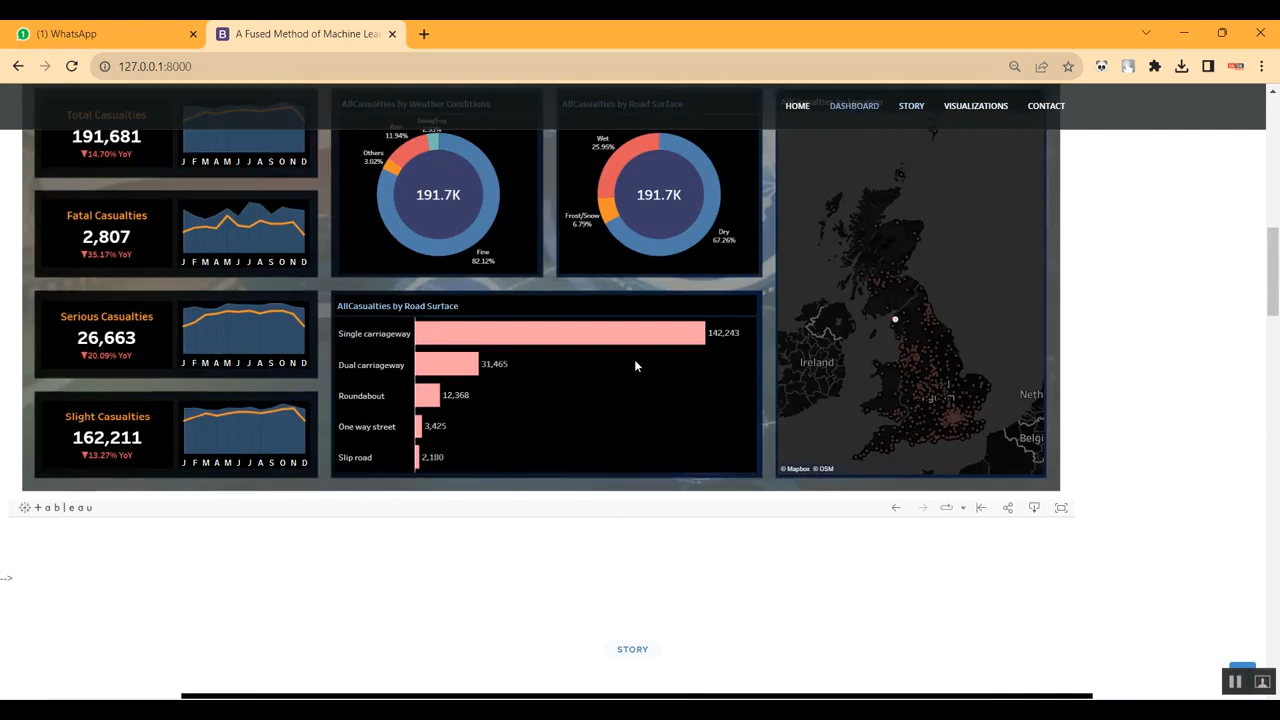 (1) WhatsApp
A Fused Method of Machine Lea
127.0.0.1:8000
HOME
DASHBOARD
STORY
VISUALIZATIONS
CONTACT
Total Casualties
191,681
▼14.70% YoY
J F M A M J J A S O N D
Fatal Casualties
2,807
▼35.17% YoY
J F M A M J J A S O N D
Serious Casualties
26,663
▼20.09% YoY
J F M A M J J A S O N D
Slight Casualties
162,211
▼13.27% YoY
J F M A M J J A S O N D
AllCasualties by Weather Conditions
Snow/Fog
Rain
11.94%
Others
3.02%
191.7K
Fine
82.12%
AllCasualties by Road Surface
Wet
25.95%
Frost/Snow
6.79%
191.7K
Dry
67.26%
AllCasualties by Road Surface
Single carriageway 142,243
Dual carriageway 31,465
Roundabout 12,368
One way street 3,425
Slip road 2,180
Ireland
Neth
Belgi
© Mapbox © OSM
+ a b l e a u
-->
STORY